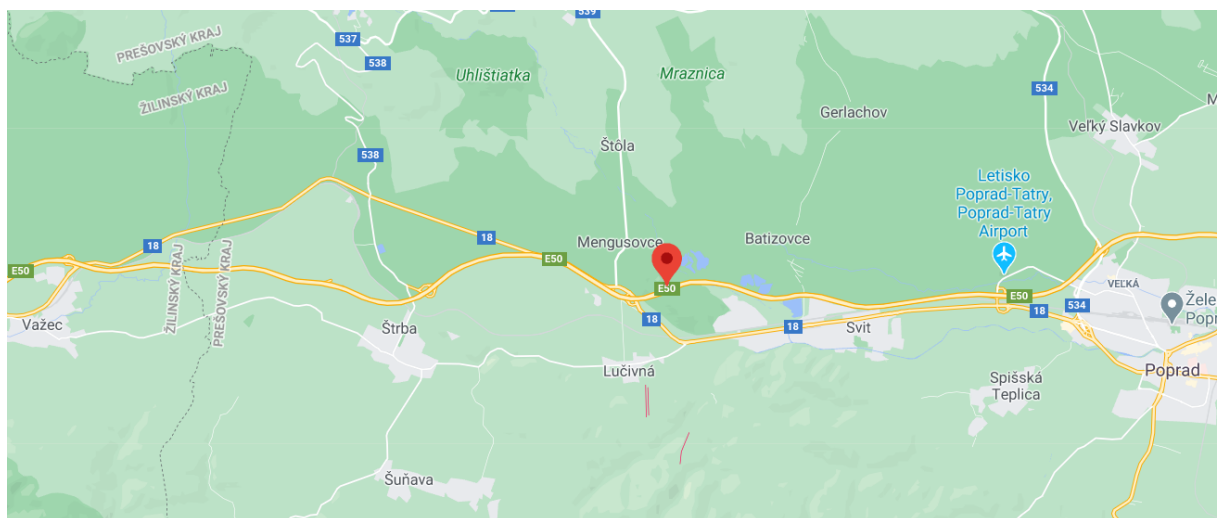 539
PREŠOVSKÝ KRAJ
ŽILINSKÝ KRAJ
537
538
Uhlištiatka
Mraznica
534
Gerlachov
Veľký Slavkov
Štôla
538
Letisko
Poprad-Tatry,
Poprad-Tatry
Airport
18
18
Mengusovce
Batizovce
E50
E50
E50
E50
VEĽKÁ
ŽILINSKÝ KRAJ
PREŠOVSKÝ KRAJ
534
Žele
Popr
Važec
Štrba
18
18
Svit
18
Lučivná
Spišská
Teplica
Poprad
Šuňava